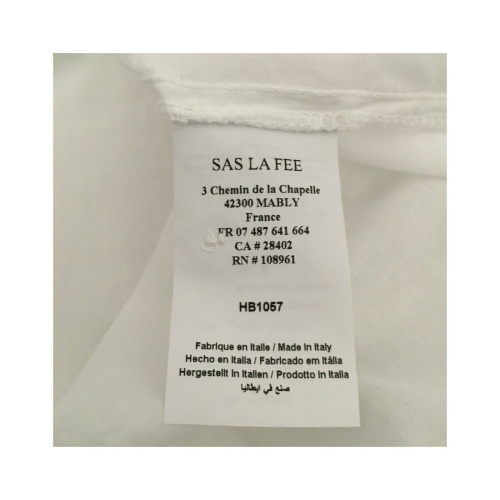 SAS LA FEE
3 Chemin de la Chapelle
42300 MABLY
France
FR 07 487 641 664
CA # 28402
RN # 108961
HB1057
Fabrique en Italie / Made in Italy
Hecho en Italia / Fabricado em Itália
Hergestellt in Italien / Prodotto in Italia
صنع في ايطاليا